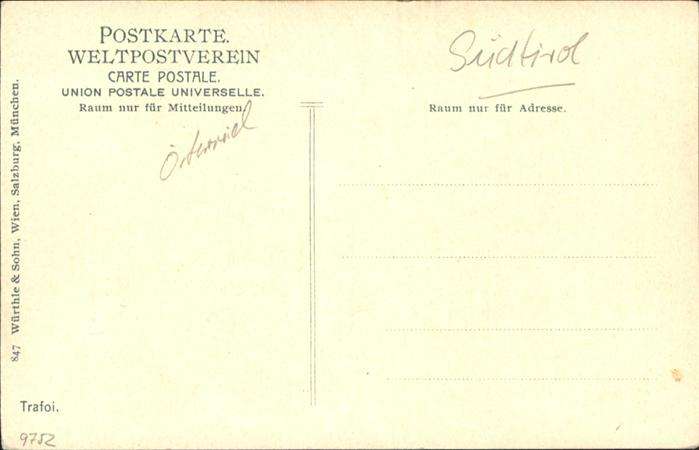 POSTKARTE.
WELTPOSTVEREIN
CARTE POSTALE.
UNION POSTALE UNIVERSELLE.
Raum nur für Mitteilungen.
Österreich
Südtirol
Raum nur für Adresse.
847 Würthle & Sohn, Wien, Salzburg, München.
Trafoi.
9752